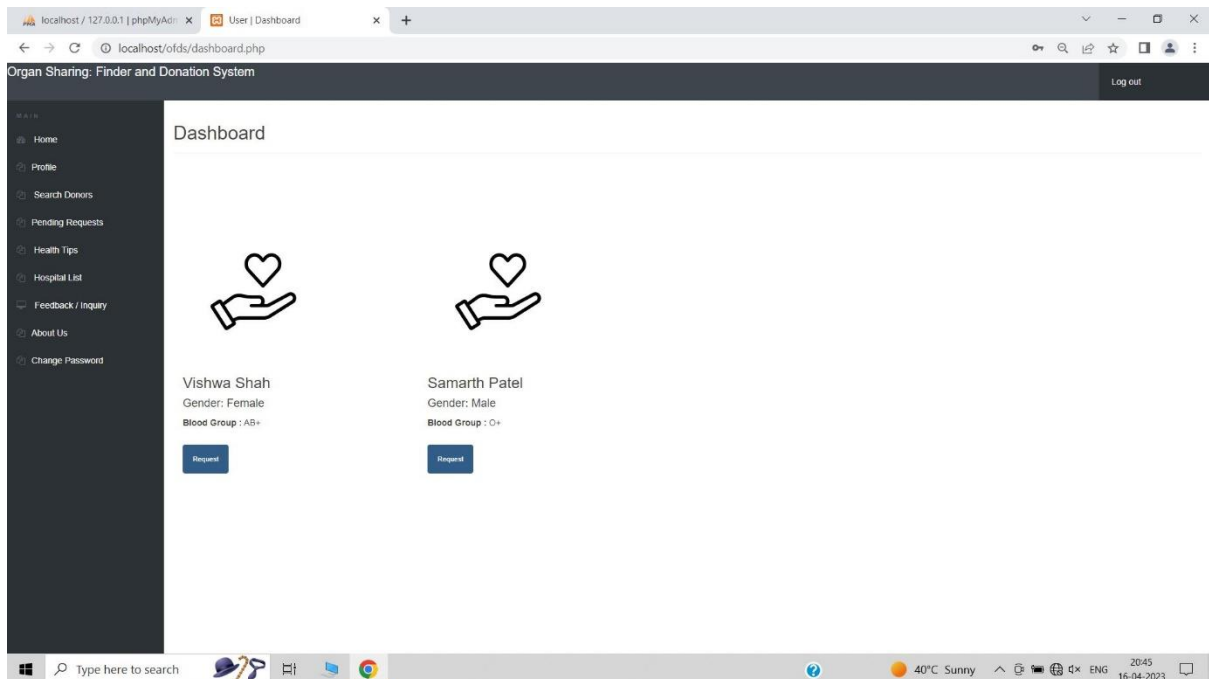 localhost / 127.0.0.1 | phpMyAdn
User | Dashboard
localhost/ofds/dashboard.php
Organ Sharing: Finder and Donation System
Log out
MAIN
Home
Profile
Search Donors
Pending Requests
Health Tips
Hospital List
Feedback / Inquiry
About Us
Change Password
Dashboard
Vishwa Shah
Gender: Female
Blood Group : AB+
Request
Samarth Patel
Gender: Male
Blood Group : O+
Request
Type here to search
40°C Sunny
ENG
20:45
16-04-2023